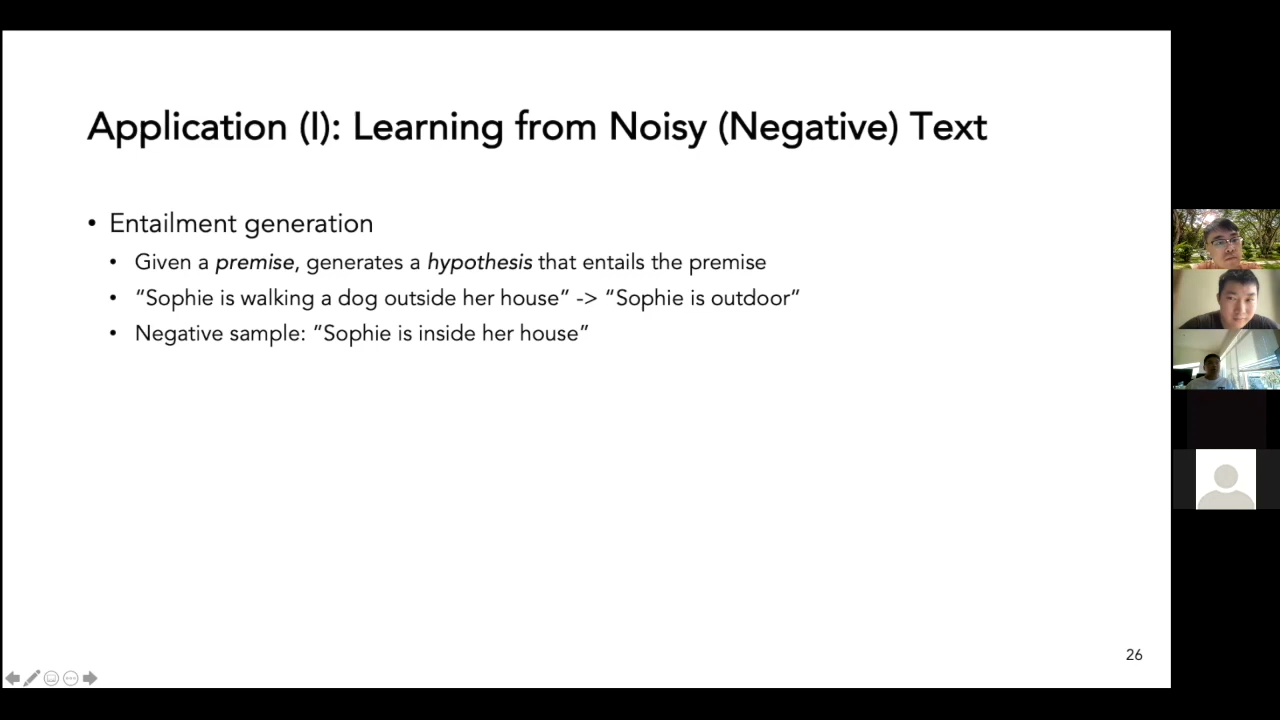 Application (I): Learning from Noisy (Negative) Text
• Entailment generation
• Given a premise, generates a hypothesis that entails the premise
• “Sophie is walking a dog outside her house” -> “Sophie is outdoor”
• Negative sample: “Sophie is inside her house”
26